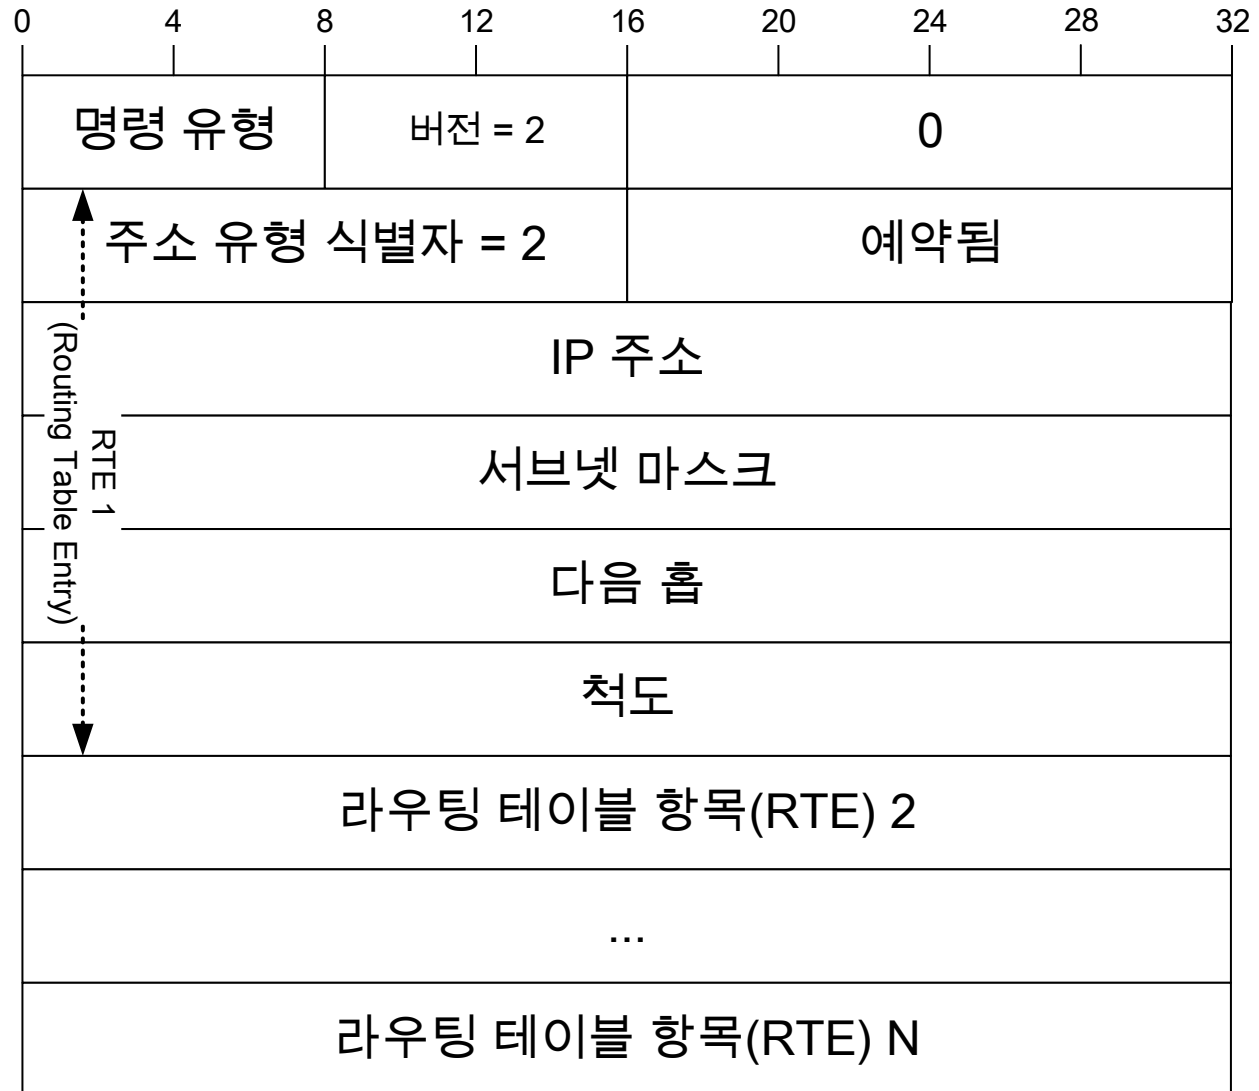 0 4 8 12 16 20 24 28 32
명령 유형 버전 = 2 0
주소 유형 식별자 = 2 예약됨
IP 주소
서브넷 마스크
다음 홉
척도
RTE 1
(Routing Table Entry)
라우팅 테이블 항목(RTE) 2
...
라우팅 테이블 항목(RTE) N